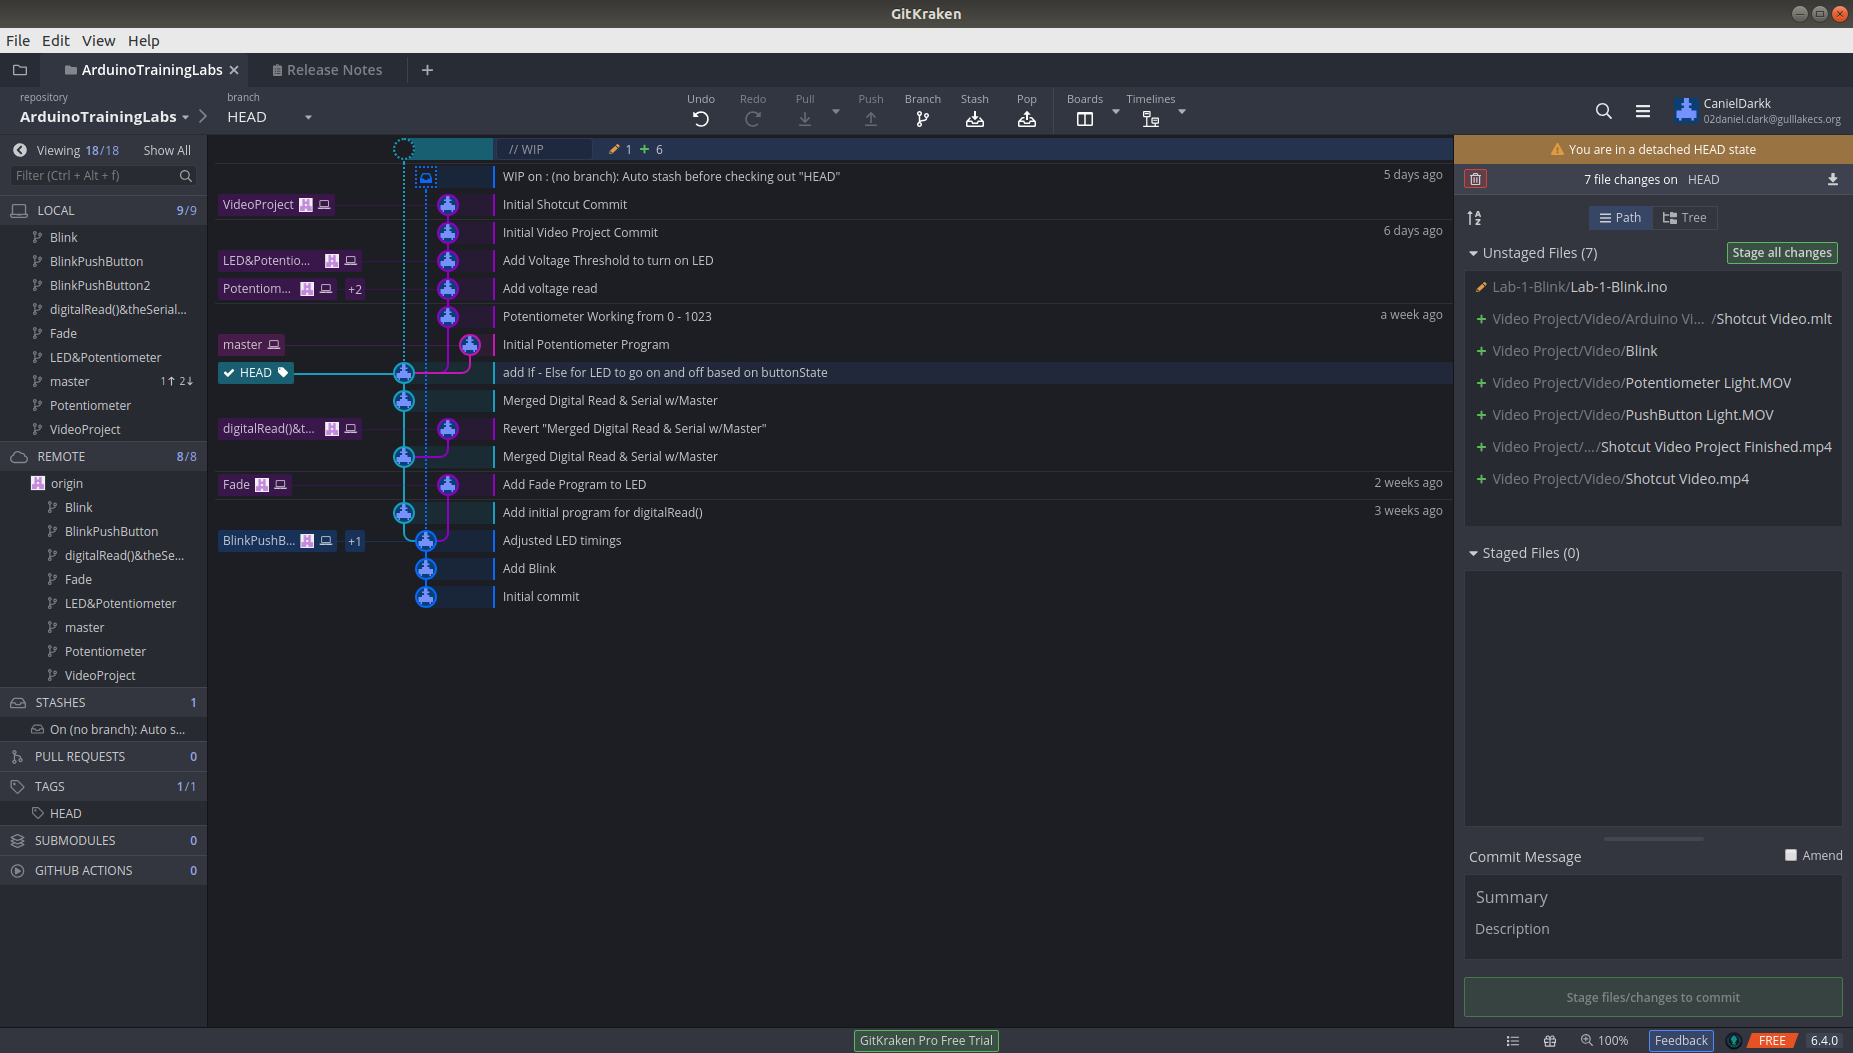 GitKraken
File Edit View Help
ArduinoTrainingLabs
Release Notes
repository
ArduinoTrainingLabs
branch
HEAD
Undo
Redo
Pull
Push
Branch
Stash
Pop
Boards
Timelines
CanielDarkk
02daniel.clark@gulllakecs.org
Viewing 18/18 Show All
Filter (Ctrl + Alt + f)
LOCAL 9/9
Blink
BlinkPushButton
BlinkPushButton2
digitalRead()&theSerial...
Fade
LED&Potentiometer
master 1↑ 2↓
Potentiometer
VideoProject
REMOTE 8/8
origin
Blink
BlinkPushButton
digitalRead()&theSe...
Fade
LED&Potentiometer
master
Potentiometer
VideoProject
STASHES 1
On (no branch): Auto s...
PULL REQUESTS 0
TAGS 1/1
HEAD
SUBMODULES 0
GITHUB ACTIONS 0
// WIP 1 + 6
WIP on : (no branch): Auto stash before checking out "HEAD" 5 days ago
VideoProject Initial Shotcut Commit
Initial Video Project Commit 6 days ago
LED&Potentio... Add Voltage Threshold to turn on LED
Potentiom... +2 Add voltage read
Potentiometer Working from 0 - 1023 a week ago
master Initial Potentiometer Program
HEAD add If - Else for LED to go on and off based on buttonState
Merged Digital Read & Serial w/Master
digitalRead()&t... Revert "Merged Digital Read & Serial w/Master"
Merged Digital Read & Serial w/Master
Fade Add Fade Program to LED 2 weeks ago
Add initial program for digitalRead() 3 weeks ago
BlinkPushB... +1 Adjusted LED timings
Add Blink
Initial commit
You are in a detached HEAD state
7 file changes on HEAD
Path Tree
Unstaged Files (7) Stage all changes
Lab-1-Blink/Lab-1-Blink.ino
+ Video Project/Video/Arduino Vi... /Shotcut Video.mlt
+ Video Project/Video/Blink
+ Video Project/Video/Potentiometer Light.MOV
+ Video Project/Video/PushButton Light.MOV
+ Video Project/.../Shotcut Video Project Finished.mp4
+ Video Project/Video/Shotcut Video.mp4
Staged Files (0)
Commit Message Amend
Summary
Description
Stage files/changes to commit
GitKraken Pro Free Trial
100%
Feedback
FREE
6.4.0